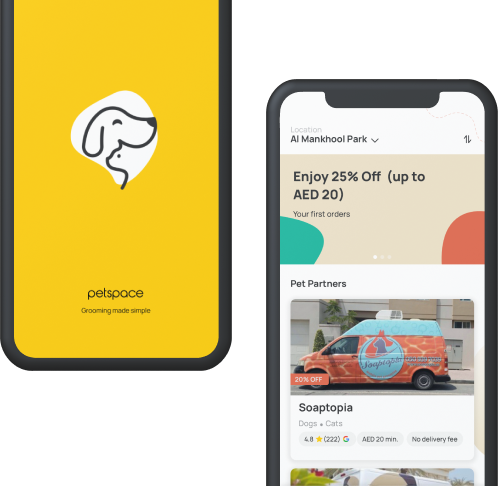 petspace
Grooming made simple
Location
Al Mankhool Park
Enjoy 25% Off (up to
AED 20)
Your first orders
Pet Partners
Soaptopia
20% OFF
Soaptopia
Dogs • Cats
4.8 (222)
AED 20 min.
No delivery fee